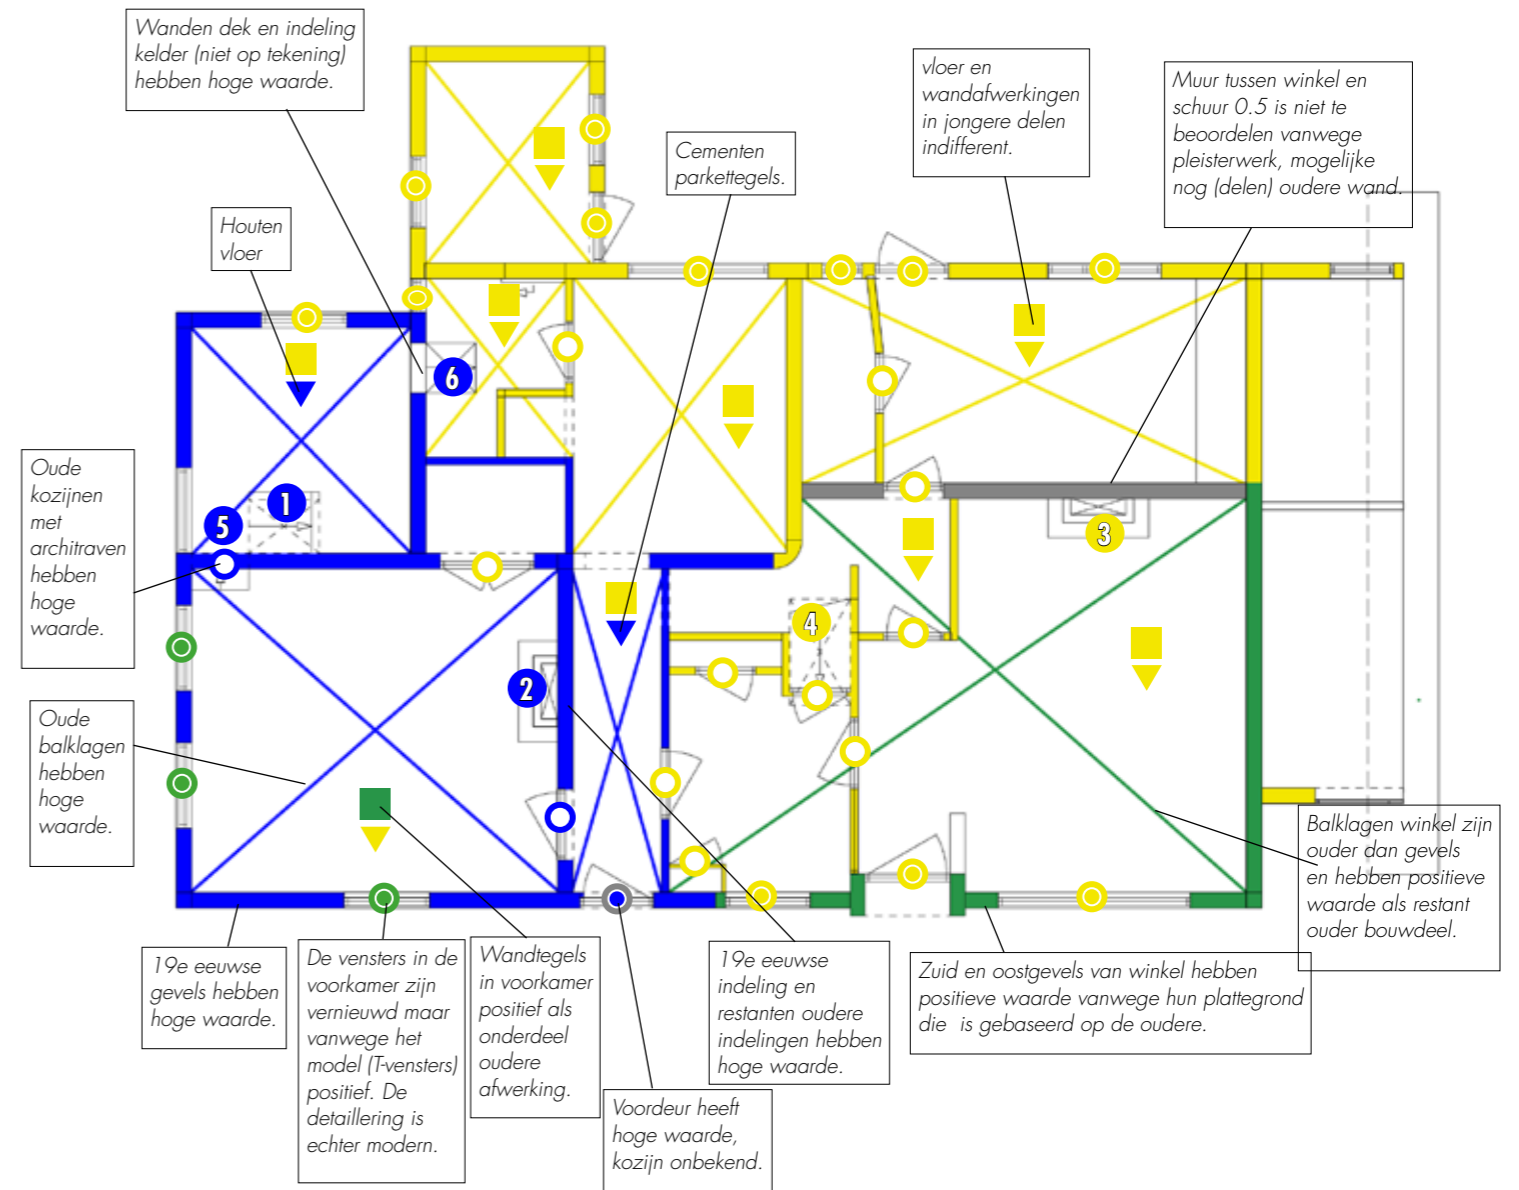 Wanden dek en indeling
kelder (niet op tekening)
hebben hoge waarde.
vloer en
wandafwerkingen
in jongere delen
indifferent.
Muur tussen winkel en
schuur 0.5 is niet te
beoordelen vanwege
pleisterwerk, mogelijke
nog (delen) oudere wand.
Cementen
parkettegels.
Houten
vloer
6
Oude
kozijnen
met
architraven
hebben
hoge
waarde.
1
5
3
4
2
Oude
balklagen
hebben
hoge
waarde.
Balklagen winkel zijn
ouder dan gevels
en hebben positieve
waarde als restant
ouder bouwdeel.
19e eeuwse
gevels hebben
hoge waarde.
De vensters in de
voorkamer zijn
vernieuwd maar
vanwege het
model (T-vensters)
positief. De
detaillering is
echter modern.
Wandtegels
in voorkamer
positief als
onderdeel
oudere
afwerking.
Voordeur heeft
hoge waarde,
kozijn onbekend.
19e eeuwse
indeling en
restanten oudere
indelingen hebben
hoge waarde.
Zuid en oostgevels van winkel hebben
positieve waarde vanwege hun plattegrond
die is gebaseerd op de oudere.